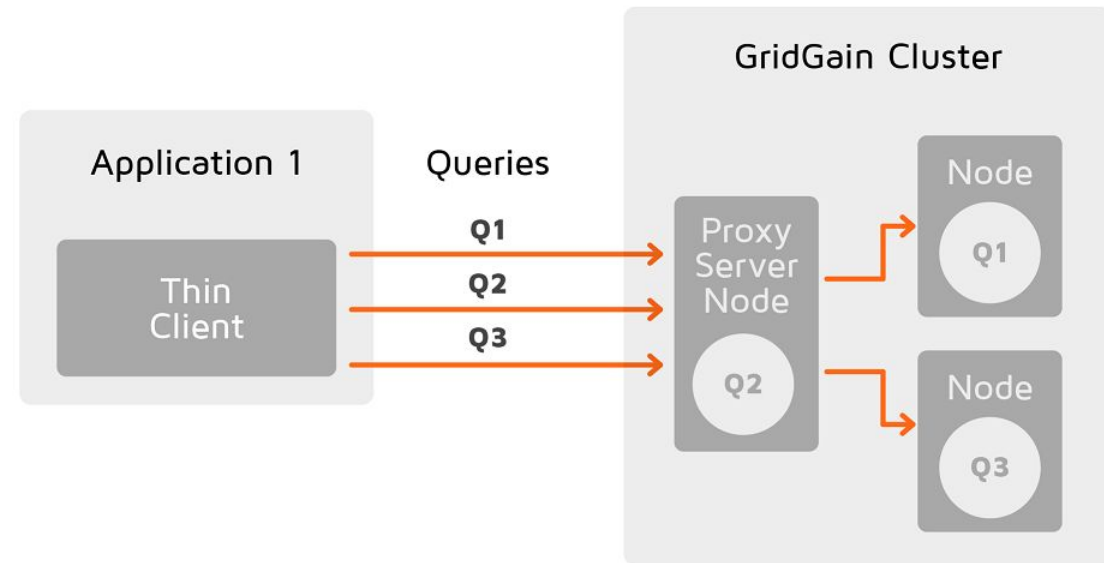 GridGain Cluster
Application 1
Queries
Thin
Client
Q1
Q2
Q3
Proxy
Server
Node
Q2
Node
Q1
Node
Q3